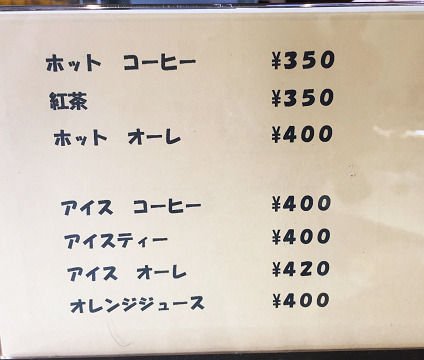 ホット　コーヒー　¥350
紅茶　¥350
ホット　オーレ　¥400
アイス　コーヒー　¥400
アイスティー　¥400
アイス　オーレ　¥420
オレンジジュース　¥400